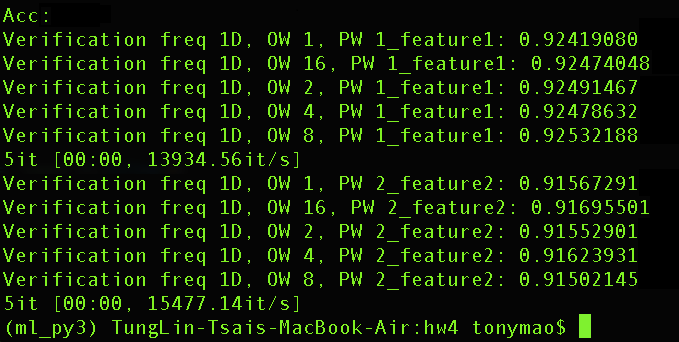 Acc:
Verification freq 1D, OW 1, PW 1_feature1: 0.92419080
Verification freq 1D, OW 16, PW 1_feature1: 0.92474048
Verification freq 1D, OW 2, PW 1_feature1: 0.92491467
Verification freq 1D, OW 4, PW 1_feature1: 0.92478632
Verification freq 1D, OW 8, PW 1_feature1: 0.92532188
5it [00:00, 13934.56it/s]
Verification freq 1D, OW 1, PW 2_feature2: 0.91567291
Verification freq 1D, OW 16, PW 2_feature2: 0.91695501
Verification freq 1D, OW 2, PW 2_feature2: 0.91552901
Verification freq 1D, OW 4, PW 2_feature2: 0.91623931
Verification freq 1D, OW 8, PW 2_feature2: 0.91502145
5it [00:00, 15477.14it/s]
(ml_py3) TungLin-Tsais-MacBook-Air:hw4 tonymao$